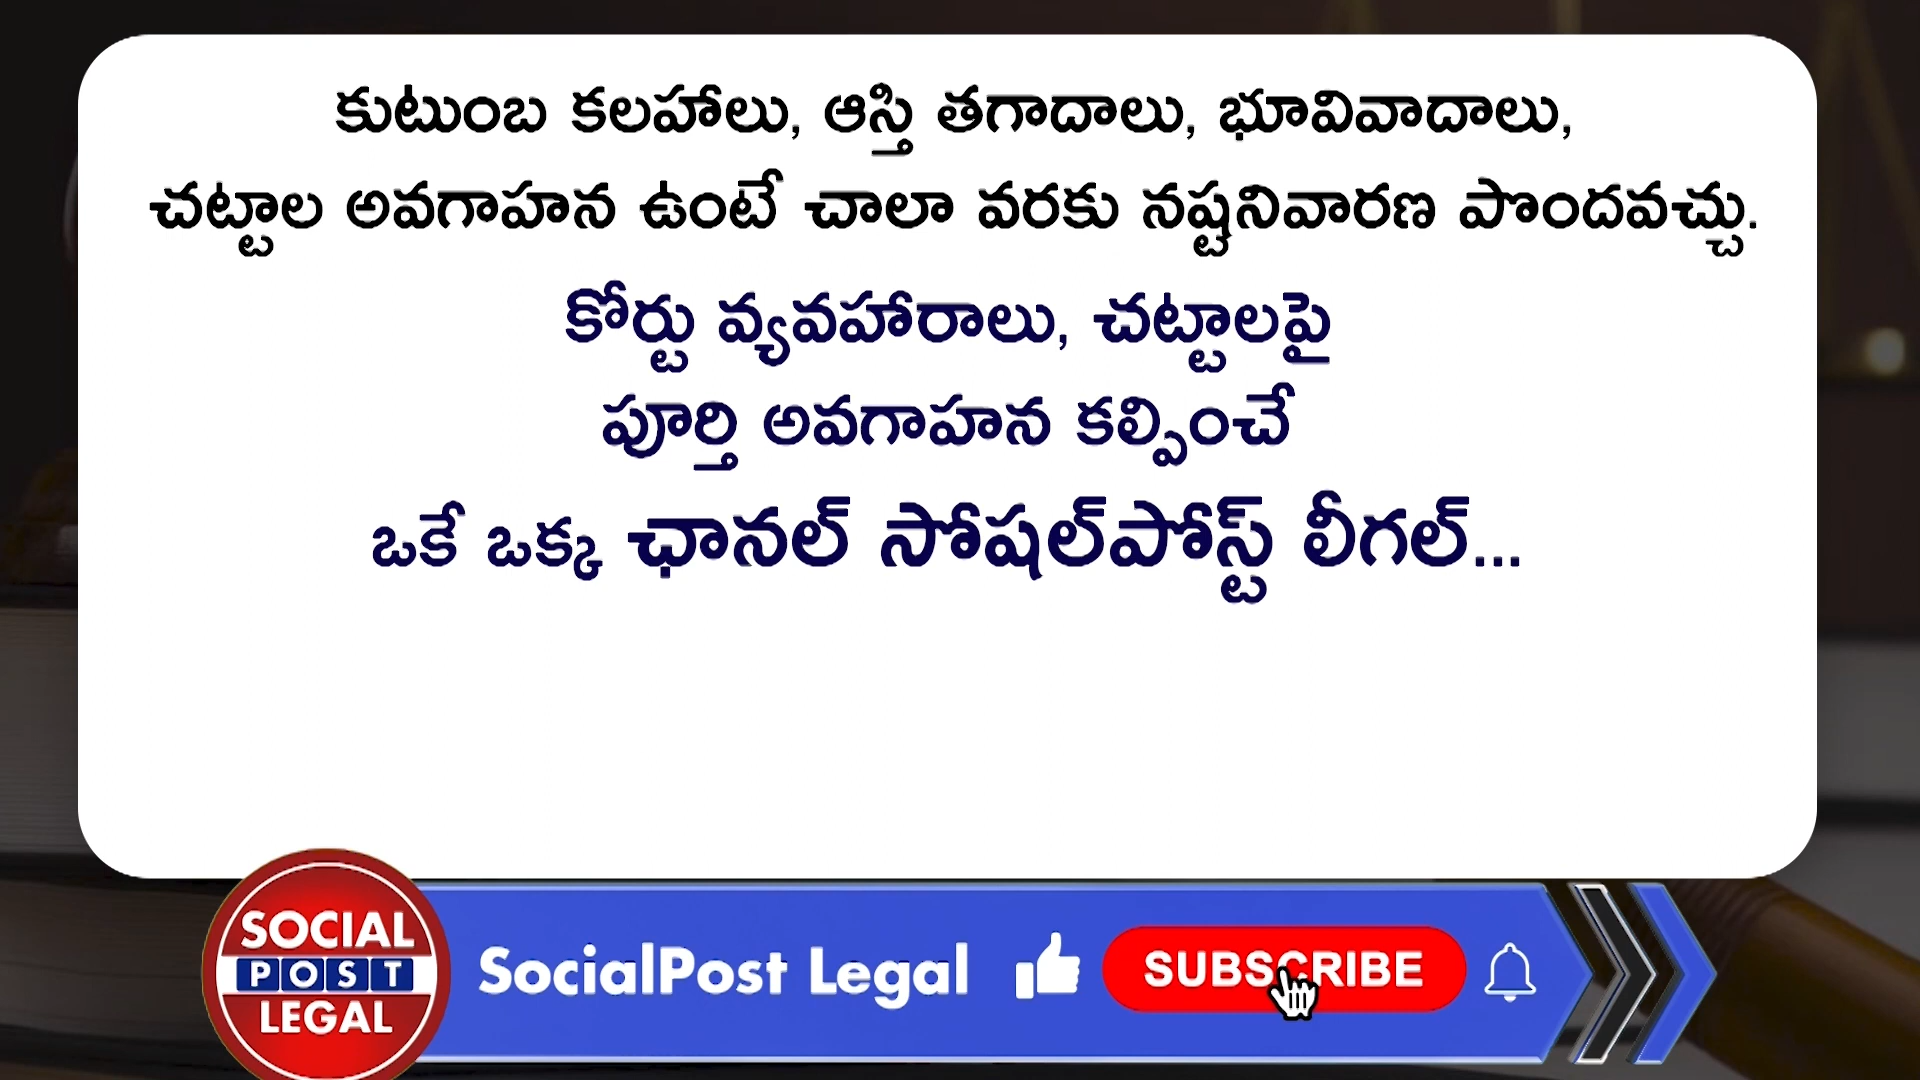 కుటుంబ కలహాలు, ఆస్తి తగాదాలు, భూవివాదాలు,
చట్టాల అవగాహన ఉంటే చాలా వరకు నష్టనివారణ పొందవచ్చు.
కోర్టు వ్యవహారాలు, చట్టాలపై
పూర్తి అవగాహన కల్పించే
ఒకే ఒక్క ఛానల్ సోషల్‌పోస్ట్ లీగల్...
SOCIAL
POST
LEGAL
SocialPost Legal
SUBSCRIBE